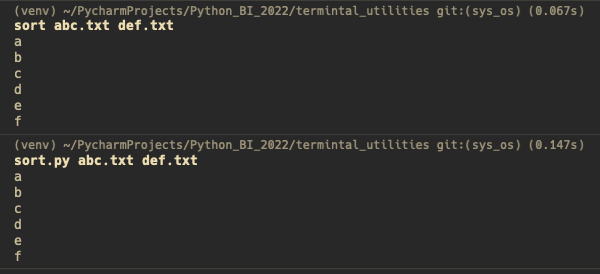 (venv) ~/PycharmProjects/Python_BI_2022/termintal_utilities git:(sys_os) (0.067s)
sort abc.txt def.txt
a
b
c
d
e
f
(venv) ~/PycharmProjects/Python_BI_2022/termintal_utilities git:(sys_os) (0.147s)
sort.py abc.txt def.txt
a
b
c
d
e
f